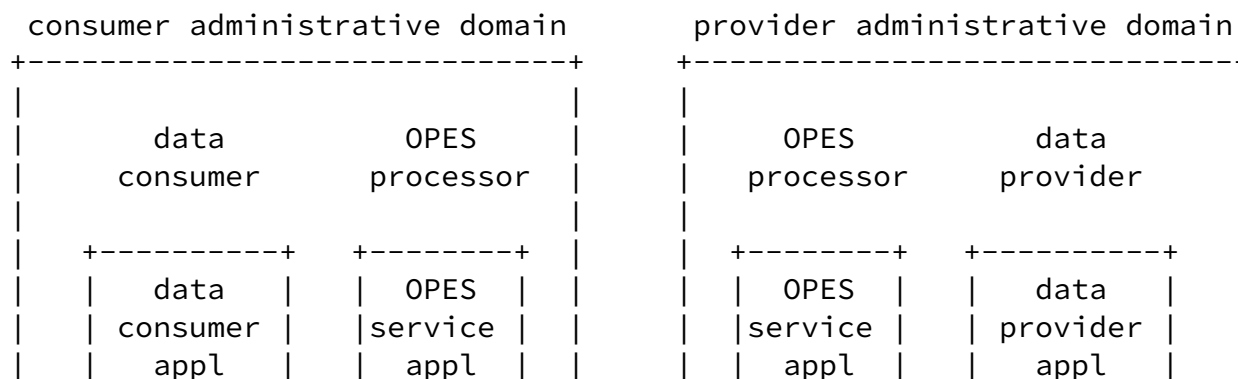 consumer administrative domain      provider administrative domain
+------------------------------+     +------------------------------
|                              |     |
|       data        OPES       |     |     OPES        data
|     consumer    processor    |     |   processor   provider
|                              |     |
|   +----------+   +--------+  |     |  +--------+   +----------+
|   |   data   |   |  OPES  |  |     |  |  OPES  |   |   data   |
|   | consumer |   |service |  |     |  |service |   | provider |
|   |   appl   |   |  appl  |  |     |  |  appl  |   |   appl   |